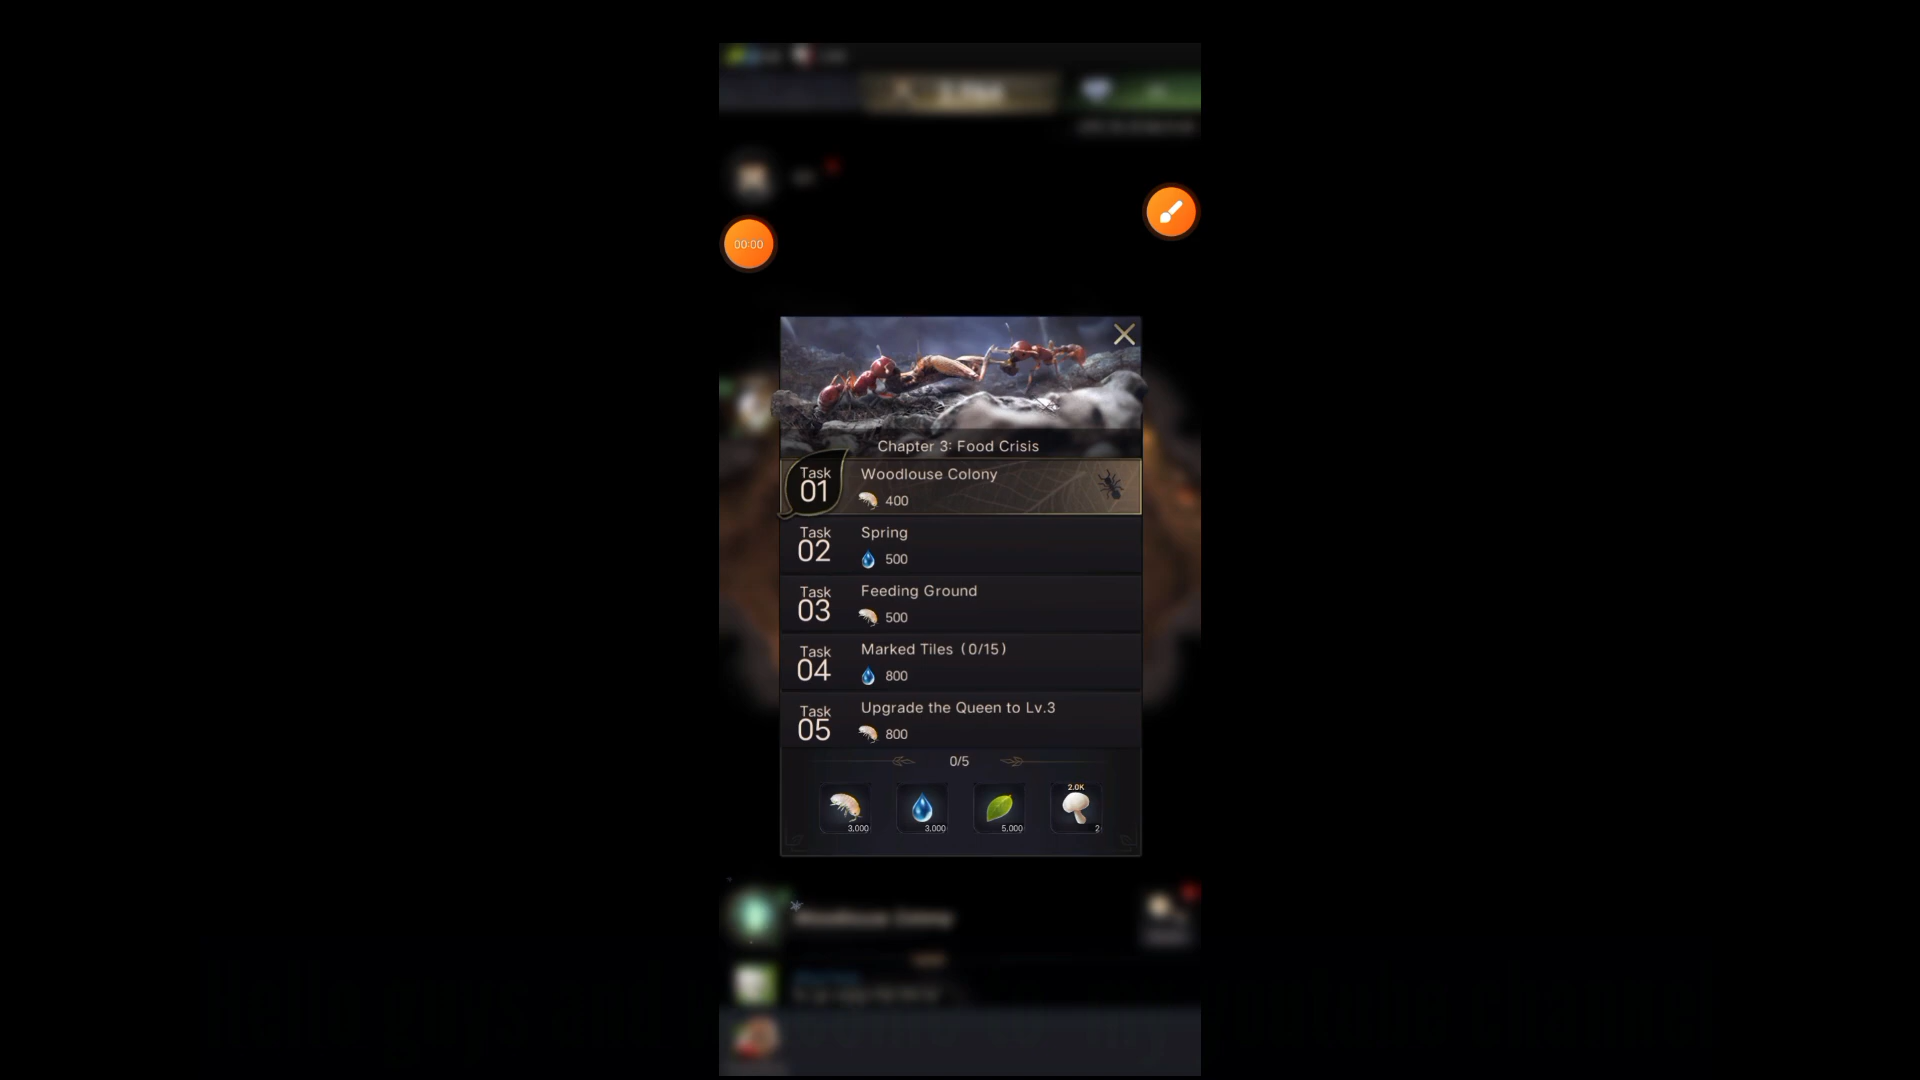 00:00
Chapter 3: Food Crisis
Task 01
Woodlouse Colony
400
Task 02
Spring
500
Task 03
Feeding Ground
500
Task 04
Marked Tiles (0/15)
800
Task 05
Upgrade the Queen to Lv.3
800
0/5
3,000
3,000
5,000
2.0K
2
Woodlouse Colony